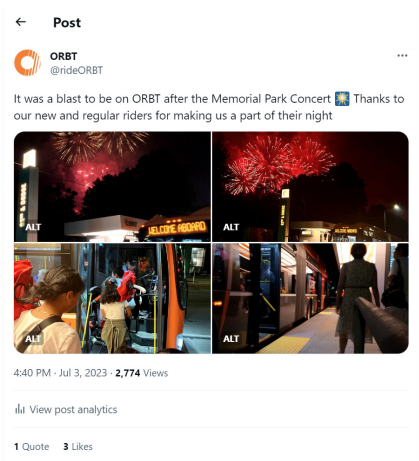 Post
ORBT
@rideORBT
It was a blast to be on ORBT after the Memorial Park Concert 🎆 Thanks to
our new and regular riders for making us a part of their night
WELCOME ABOARD
ALT
ALT
ALT
ALT
4:40 PM · Jul 3, 2023 · 2,774 Views
View post analytics
1 Quote 3 Likes